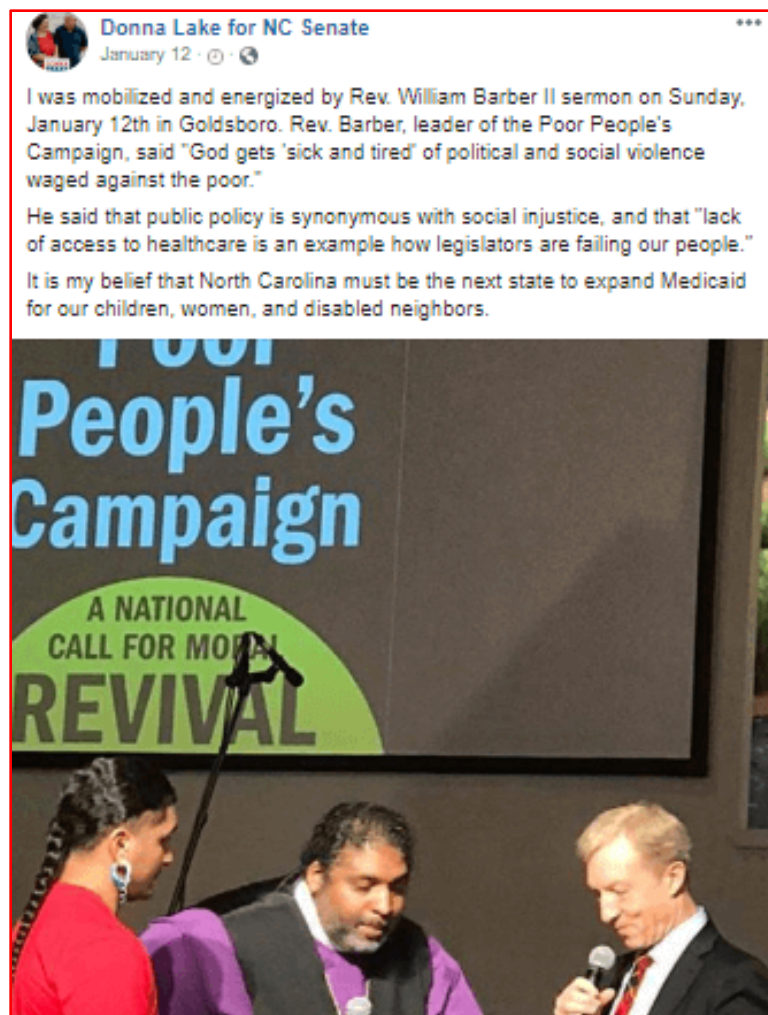 Donna Lake for NC Senate
January 12
I was mobilized and energized by Rev. William Barber II sermon on Sunday,
January 12th in Goldsboro. Rev. Barber, leader of the Poor People's
Campaign, said "God gets 'sick and tired' of political and social violence
waged against the poor."
He said that public policy is synonymous with social injustice, and that "lack
of access to healthcare is an example how legislators are failing our people."
It is my belief that North Carolina must be the next state to expand Medicaid
for our children, women, and disabled neighbors.
Poor
People's
Campaign
A NATIONAL
CALL FOR MORAL
REVIVAL